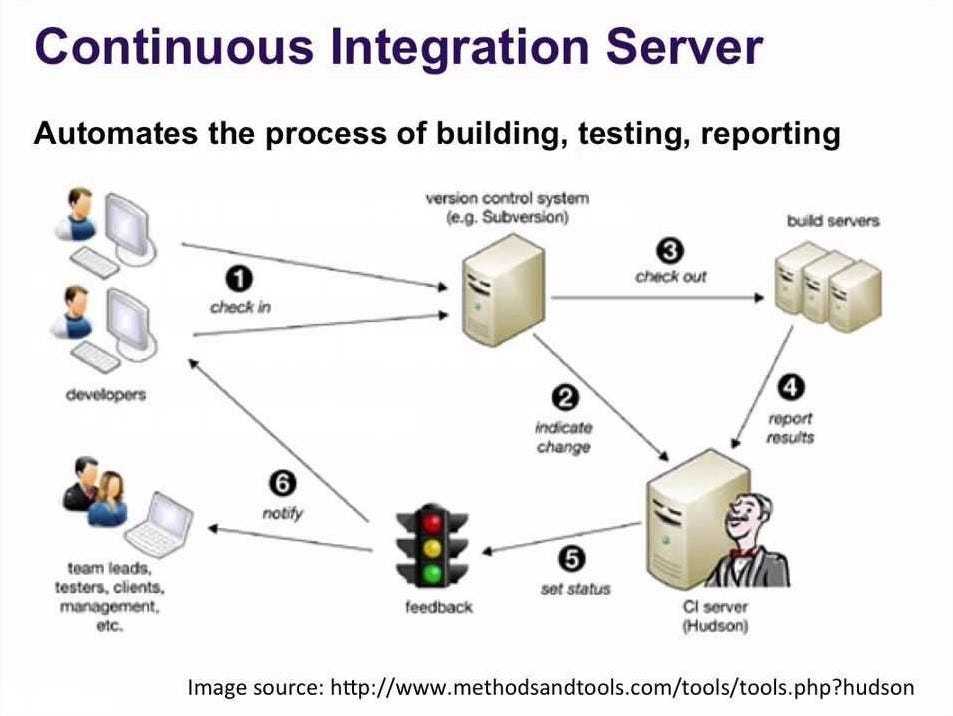 Continuous Integration Server
Automates the process of building, testing, reporting
version control system
(e.g. Subversion)
build servers
1
check in
3
check out
developers
2
indicate
change
4
report
results
6
notify
team leads,
testers, clients,
management,
etc.
feedback
5
set status
CI server
(Hudson)
Image source: http://www.methodsandtools.com/tools/tools.php?hudson